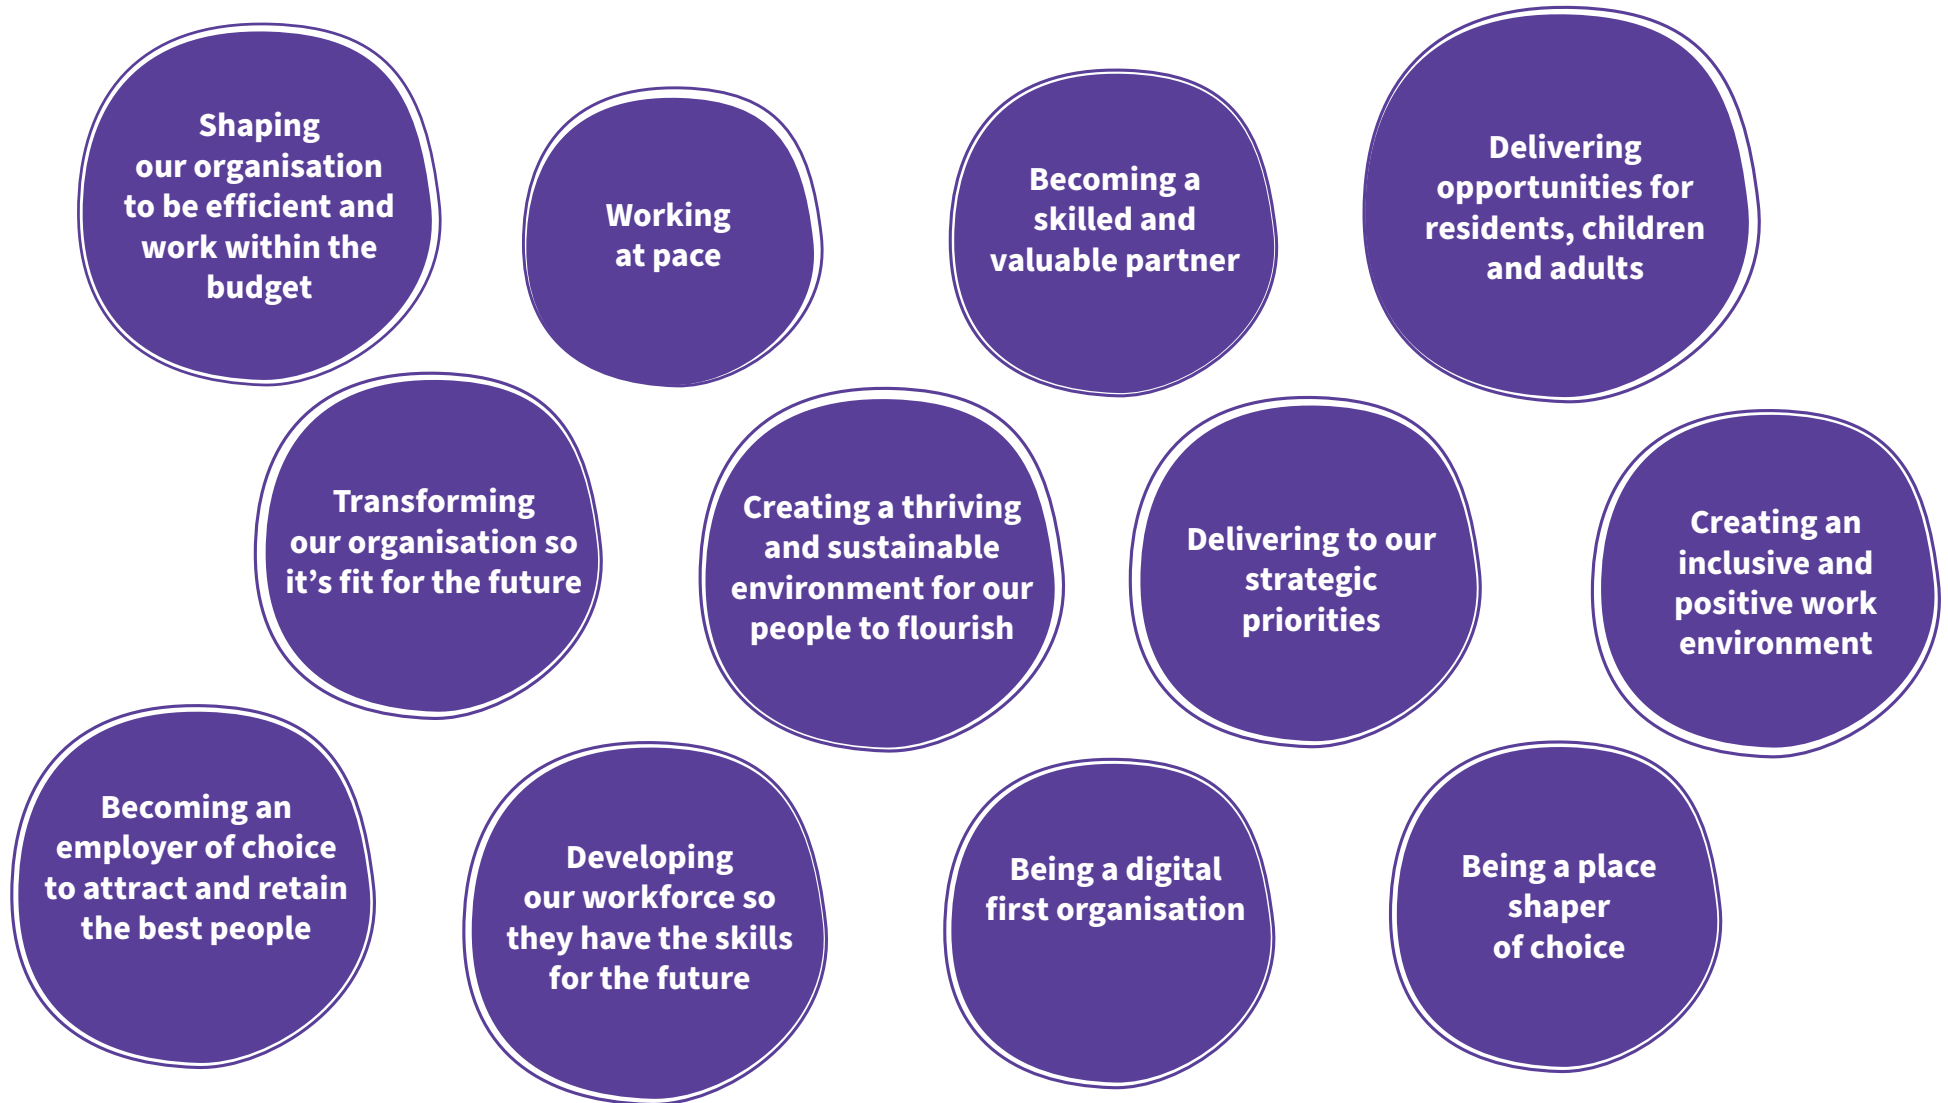 Shaping
our organisation
to be efficient and
work within the
budget
Working
at pace
Becoming a
skilled and
valuable partner
Delivering
opportunities for
residents, children
and adults
Transforming
our organisation so
it’s fit for the future
Creating a thriving
and sustainable
environment for our
people to flourish
Delivering to our
strategic
priorities
Creating an
inclusive and
positive work
environment
Becoming an
employer of choice
to attract and retain
the best people
Developing
our workforce so
they have the skills
for the future
Being a digital
first organisation
Being a place
shaper
of choice